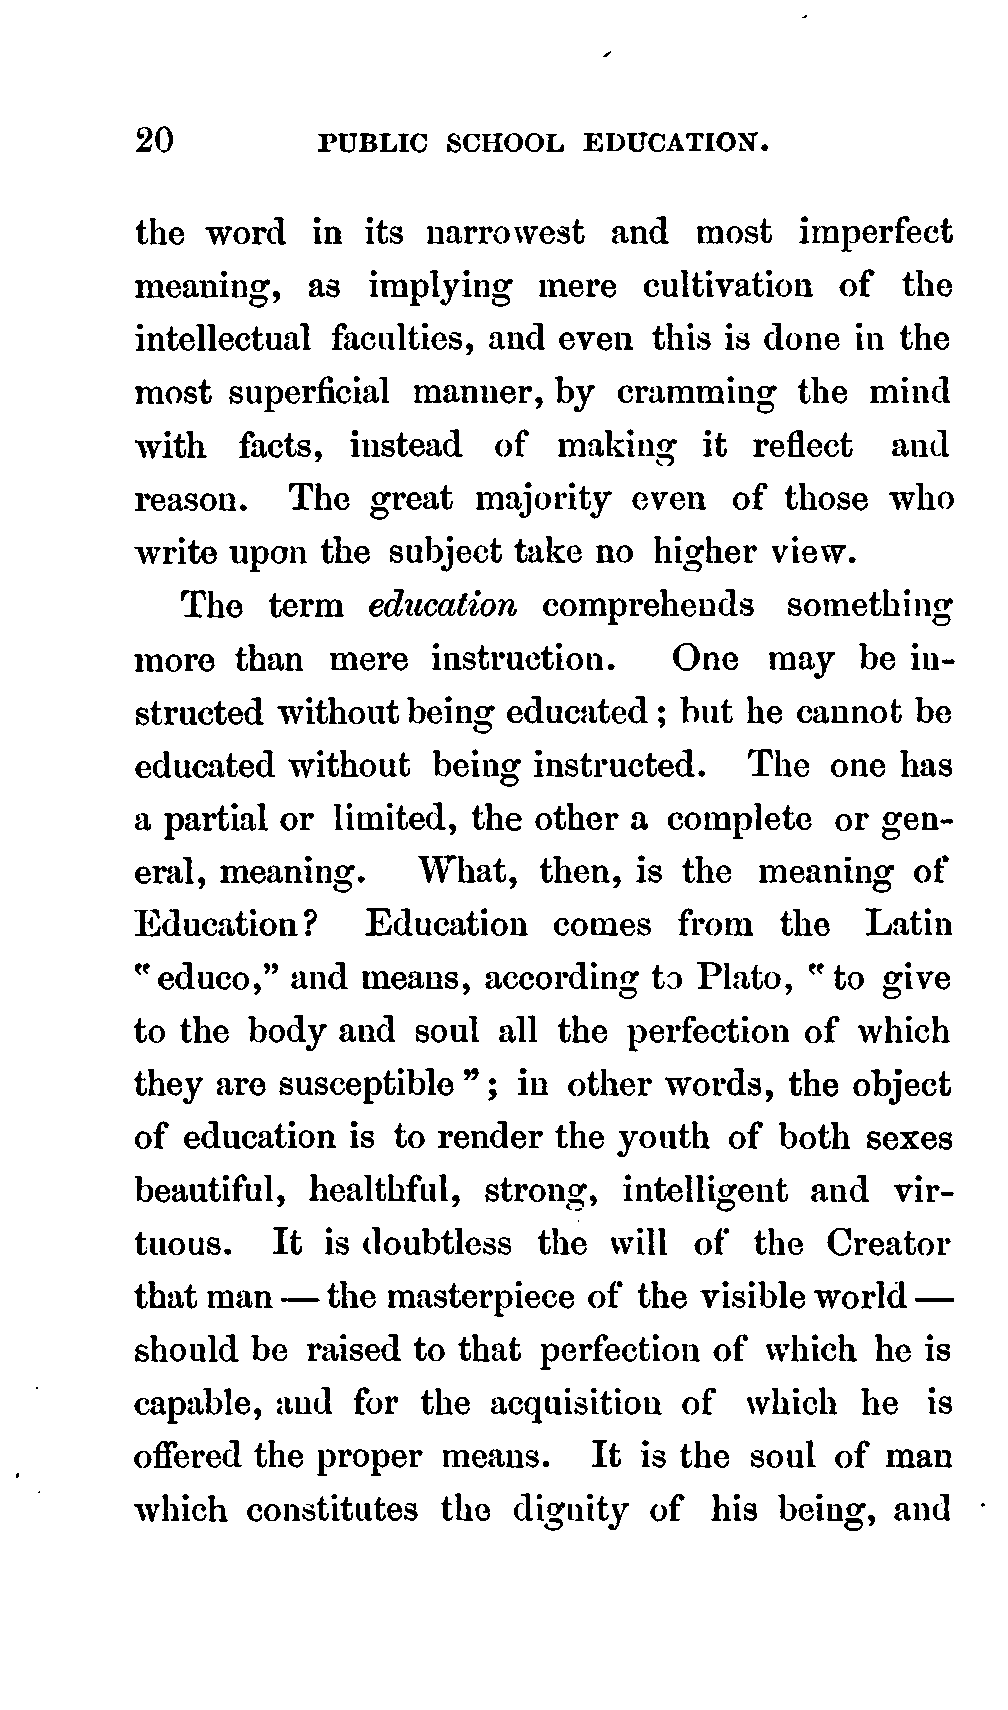 20 PUBLIC SCHOOL EDUCATION.
the word in its narrowest and most imperfect
meaning, as implying mere cultivation of the
intellectual faculties, and even this is done in the
most superficial manner, by cramming the mind
with facts, instead of making it reflect and
reason. The great majority even of those who
write upon the subject take no higher view.
The term education comprehends something
more than mere instruction. One may be in-
structed without being educated; but he cannot be
educated without being instructed. The one has
a partial or limited, the other a complete or gen-
eral, meaning. What, then, is the meaning of
Education? Education comes from the Latin
"educo," and means, according to Plato, "to give
to the body and soul all the perfection of which
they are susceptible"; in other words, the object
of education is to render the youth of both sexes
beautiful, healthful, strong, intelligent and vir-
tuous. It is doubtless the will of the Creator
that man — the masterpiece of the visible world —
should be raised to that perfection of which he is
capable, and for the acquisition of which he is
offered the proper means. It is the soul of man
which constitutes the dignity of his being, and